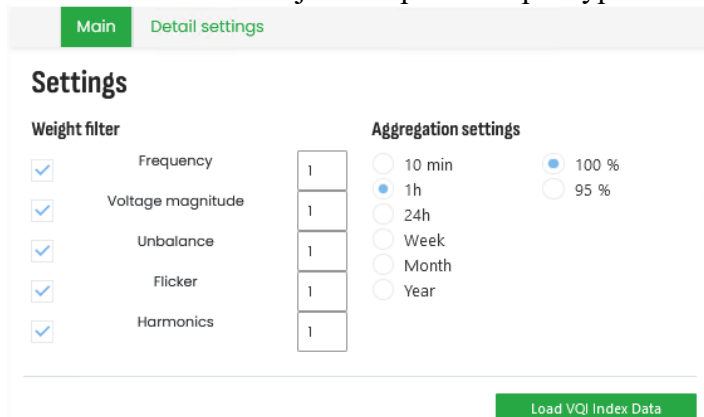 Main Detail settings
Settings
Weight filter
Frequency 1
Voltage magnitude 1
Unbalance 1
Flicker 1
Harmonics 1
Aggregation settings
10 min 100 %
1h 95 %
24h
Week
Month
Year
Load VQI Index Data